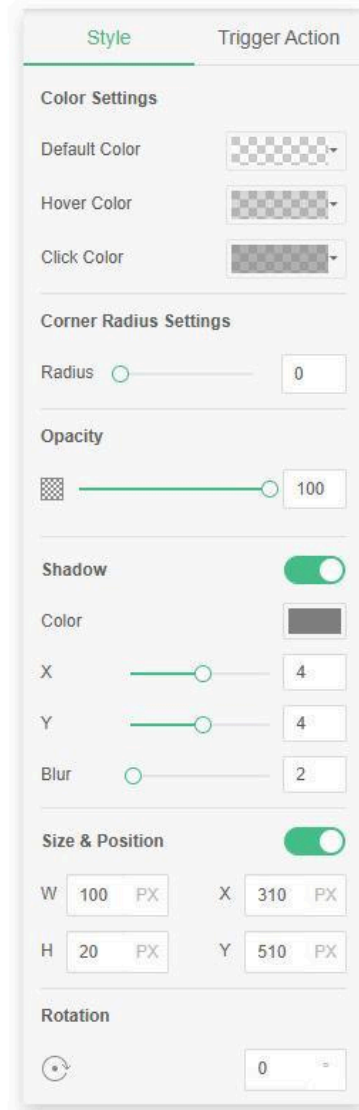 Style Trigger Action
Color Settings
Default Color
Hover Color
Click Color
Corner Radius Settings
Radius 0
Opacity
100
Shadow
Color
X 4
Y 4
Blur 2
Size & Position
W 100 PX X 310 PX
H 20 PX Y 510 PX
Rotation
0 °